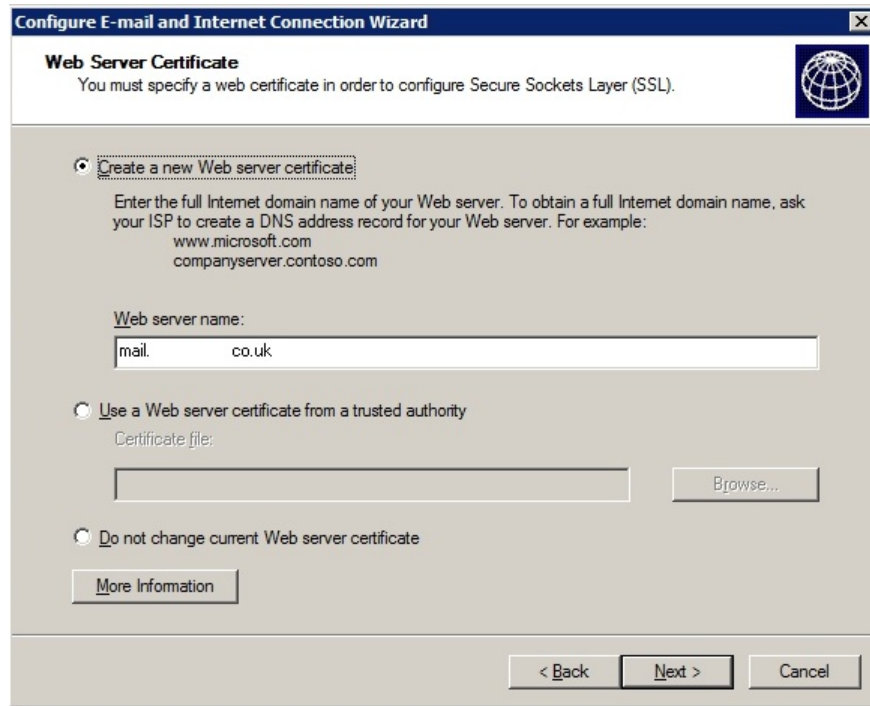 Configure E-mail and Internet Connection Wizard
Web Server Certificate
You must specify a web certificate in order to configure Secure Sockets Layer (SSL).
Create a new Web server certificate
Enter the full Internet domain name of your Web server. To obtain a full Internet domain name, ask
your ISP to create a DNS address record for your Web server. For example:
www.microsoft.com
companyserver.contoso.com
Web server name:
mail. co.uk
Use a Web server certificate from a trusted authority
Certificate file:
Browse...
Do not change current Web server certificate
More Information
< Back Next > Cancel